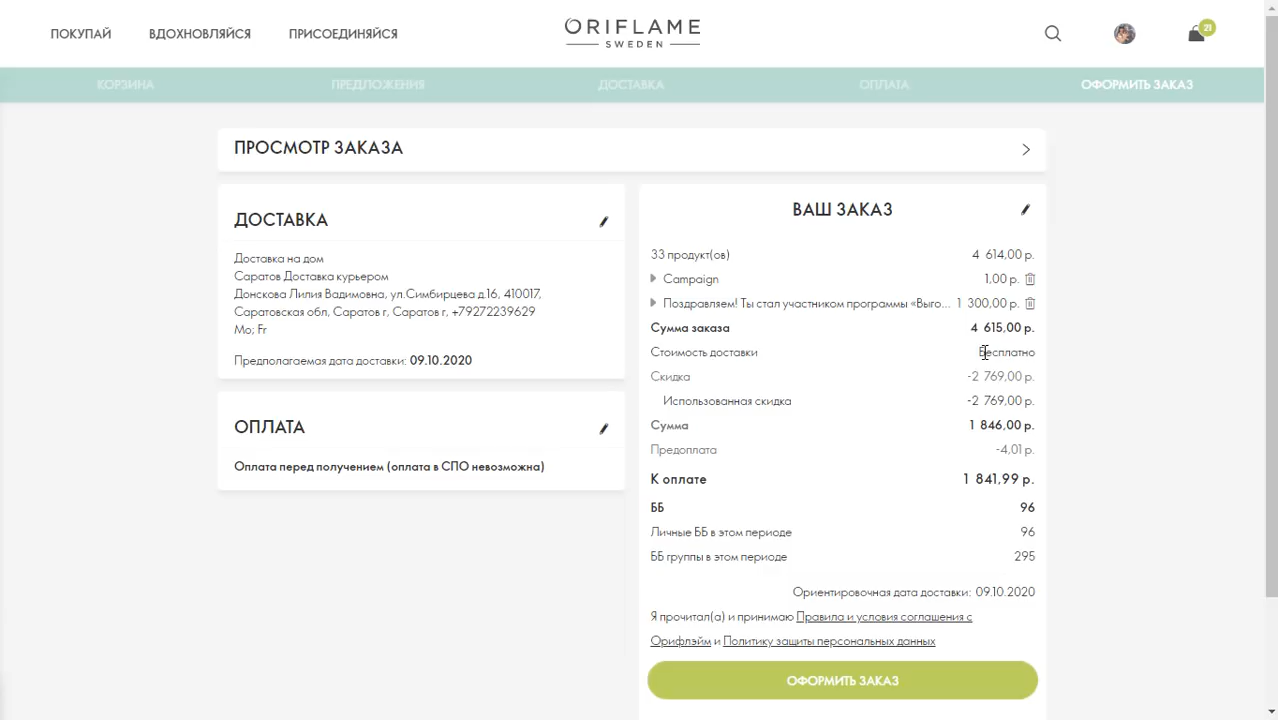 ПОКУПАЙ ВДОХНОВЛЯЙСЯ ПРИСОЕДИНЯЙСЯ
ORIFLAME
SWEDEN
21
КОРЗИНА ПРЕДЛОЖЕНИЯ ДОСТАВКА ОПЛАТА ОФОРМИТЬ ЗАКАЗ
ПРОСМОТР ЗАКАЗА
ДОСТАВКА
Доставка на дом
Саратов Доставка курьером
Донскова Лилия Вадимовна, ул.Симбирцева д.16, 410017,
Саратовская обл, Саратов г, Саратов г, +79272239629
Mo; Fr
Предполагаемая дата доставки: 09.10.2020
ОПЛАТА
Оплата перед получением (оплата в СПО невозможна)
ВАШ ЗАКАЗ
33 продукт(ов) 4 614,00 р.
Campaign 1,00 р.
Поздравляем! Ты стал участником программы «Выго... 1 300,00 р.
Сумма заказа 4 615,00 р.
Стоимость доставки Бесплатно
Скидка -2 769,00 р.
Использованная скидка -2 769,00 р.
Сумма 1 846,00 р.
Предоплата -4,01 р.
К оплате 1 841,99 р.
ББ 96
Личные ББ в этом периоде 96
ББ группы в этом периоде 295
Ориентировочная дата доставки: 09.10.2020
Я прочитал(а) и принимаю Правила и условия соглашения с
Орифлэйм и Политику защиты персональных данных
ОФОРМИТЬ ЗАКАЗ